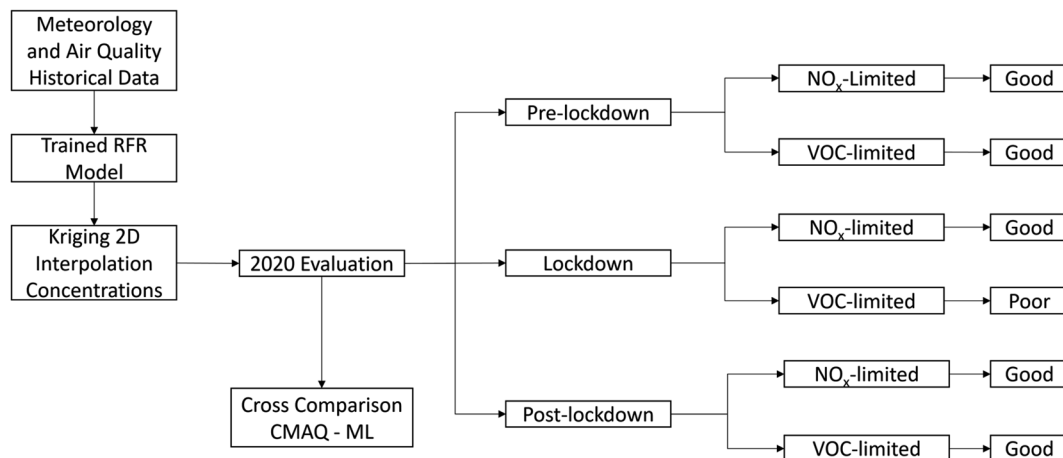 Meteorology
and Air Quality
Historical Data
Trained RFR
Model
Kriging 2D
Interpolation
Concentrations
2020 Evaluation
Cross Comparison
CMAQ - ML
Pre-lockdown
NOₓ-Limited
Good
VOC-limited
Good
Lockdown
NOₓ-limited
Good
VOC-limited
Poor
Post-lockdown
NOₓ-limited
Good
VOC-limited
Good